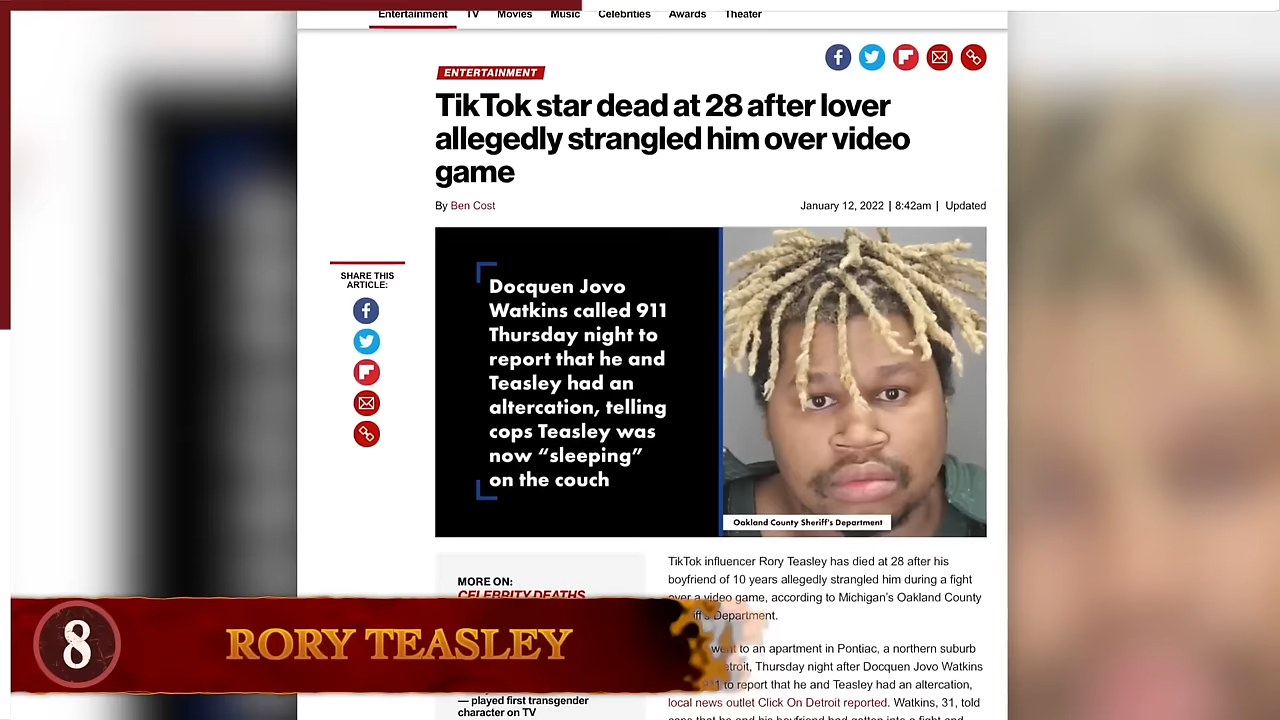 Entertainment TV Movies Music Celebrities Awards Theater
ENTERTAINMENT
TikTok star dead at 28 after lover
allegedly strangled him over video
game
By Ben Cost
January 12, 2022 | 8:42am | Updated
SHARE THIS
ARTICLE:
Docquen Jovo
Watkins called 911
Thursday night to
report that he and
Teasley had an
altercation, telling
cops Teasley was
now “sleeping”
on the couch
Oakland County Sheriff's Department
MORE ON:
CELEBRITY DEATHS
— played first transgender
character on TV
TikTok influencer Rory Teasley has died at 28 after his
boyfriend of 10 years allegedly strangled him during a fight
over a video game, according to Michigan’s Oakland County
Department.
went to an apartment in Pontiac, a northern suburb
Thursday night after Docquen Jovo Watkins
to report that he and Teasley had an altercation,
local news outlet Click On Detroit reported. Watkins, 31, told
8
RORY TEASLEY